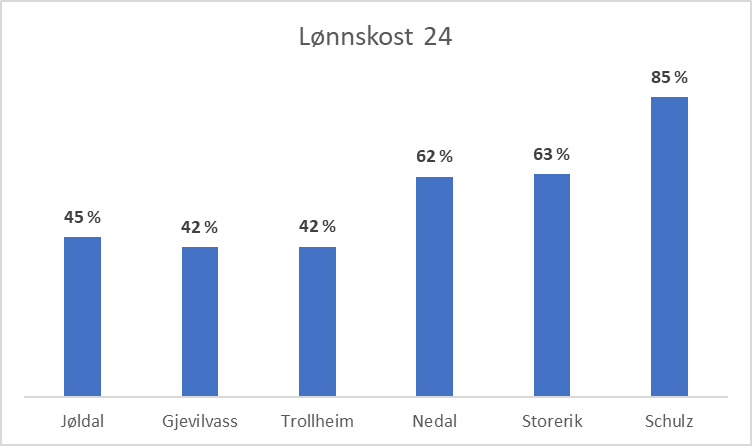 Lønnskost 24
45 %
42 %
42 %
62 %
63 %
85 %
Jøldal
Gjevilvass
Trollheim
Nedal
Storerik
Schulz